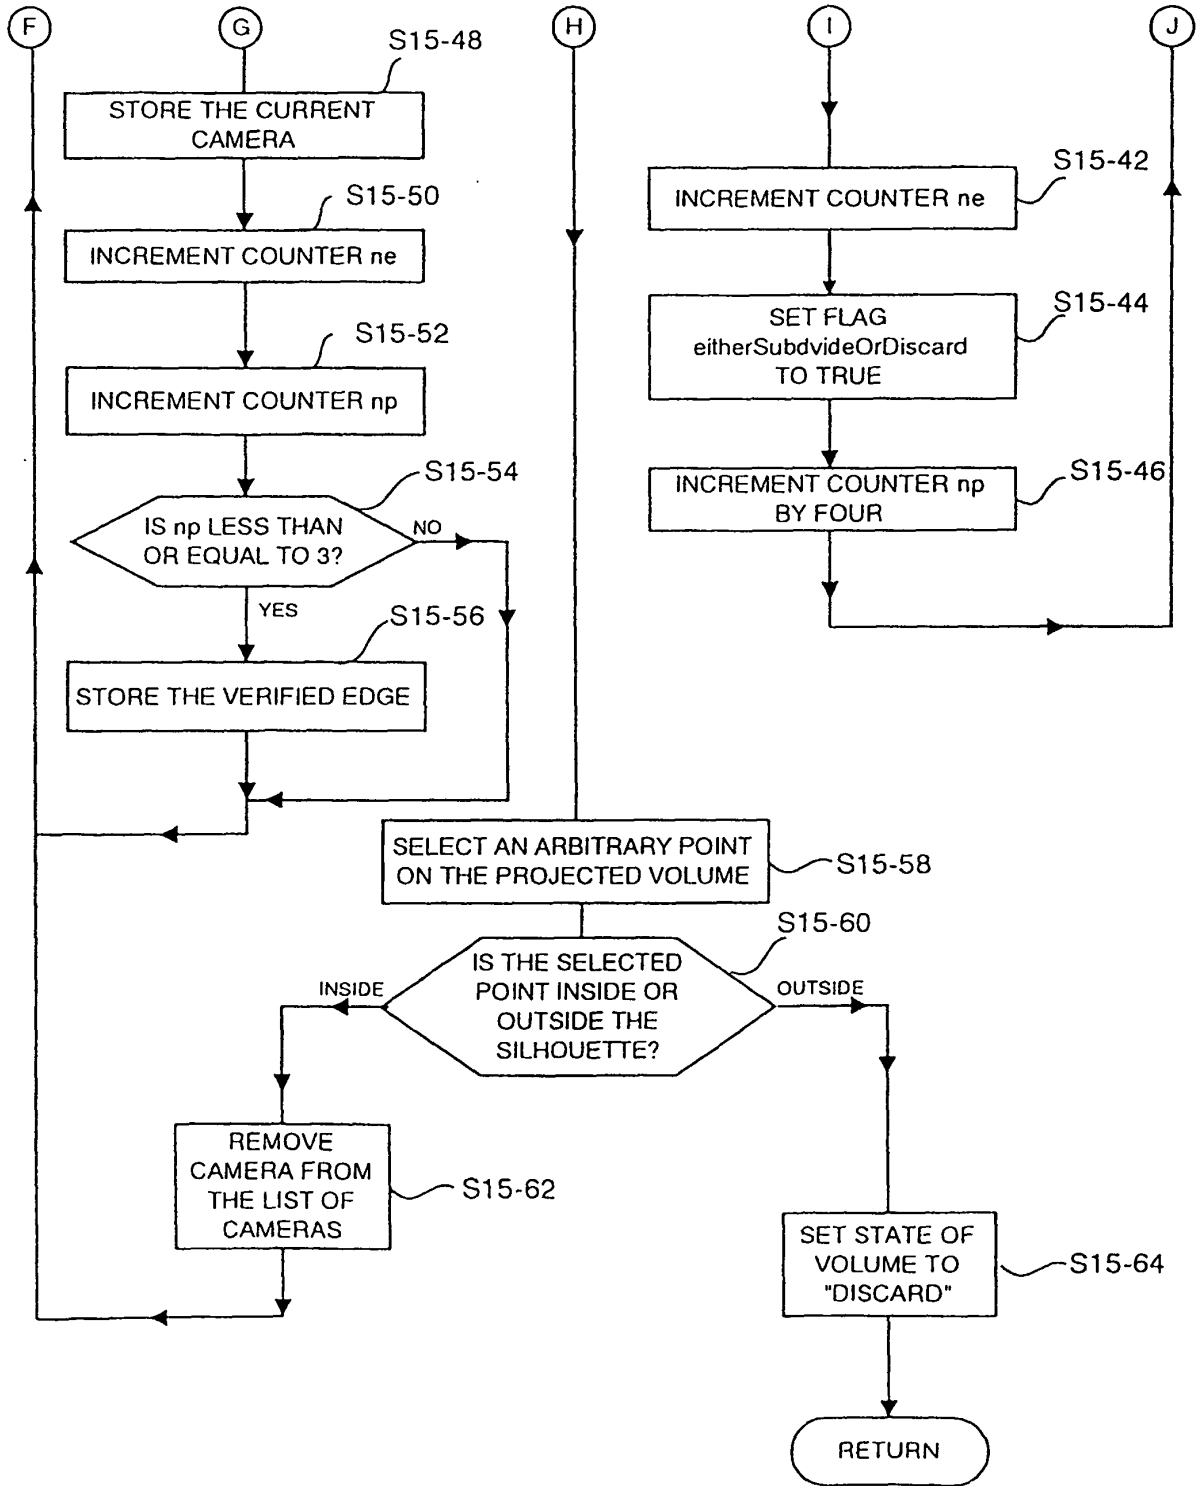 F
G
H
I
J
S15-48
STORE THE CURRENT
CAMERA
S15-50
INCREMENT COUNTER ne
S15-52
INCREMENT COUNTER np
S15-54
IS np LESS THAN
OR EQUAL TO 3?
NO
YES
S15-56
STORE THE VERIFIED EDGE
S15-42
INCREMENT COUNTER ne
S15-44
SET FLAG
eitherSubdvideOrDiscard
TO TRUE
S15-46
INCREMENT COUNTER np
BY FOUR
SELECT AN ARBITRARY POINT
ON THE PROJECTED VOLUME
S15-58
S15-60
IS THE SELECTED
POINT INSIDE OR
OUTSIDE THE
SILHOUETTE?
INSIDE
OUTSIDE
REMOVE
CAMERA FROM
THE LIST OF
CAMERAS
S15-62
SET STATE OF
VOLUME TO
"DISCARD"
S15-64
RETURN